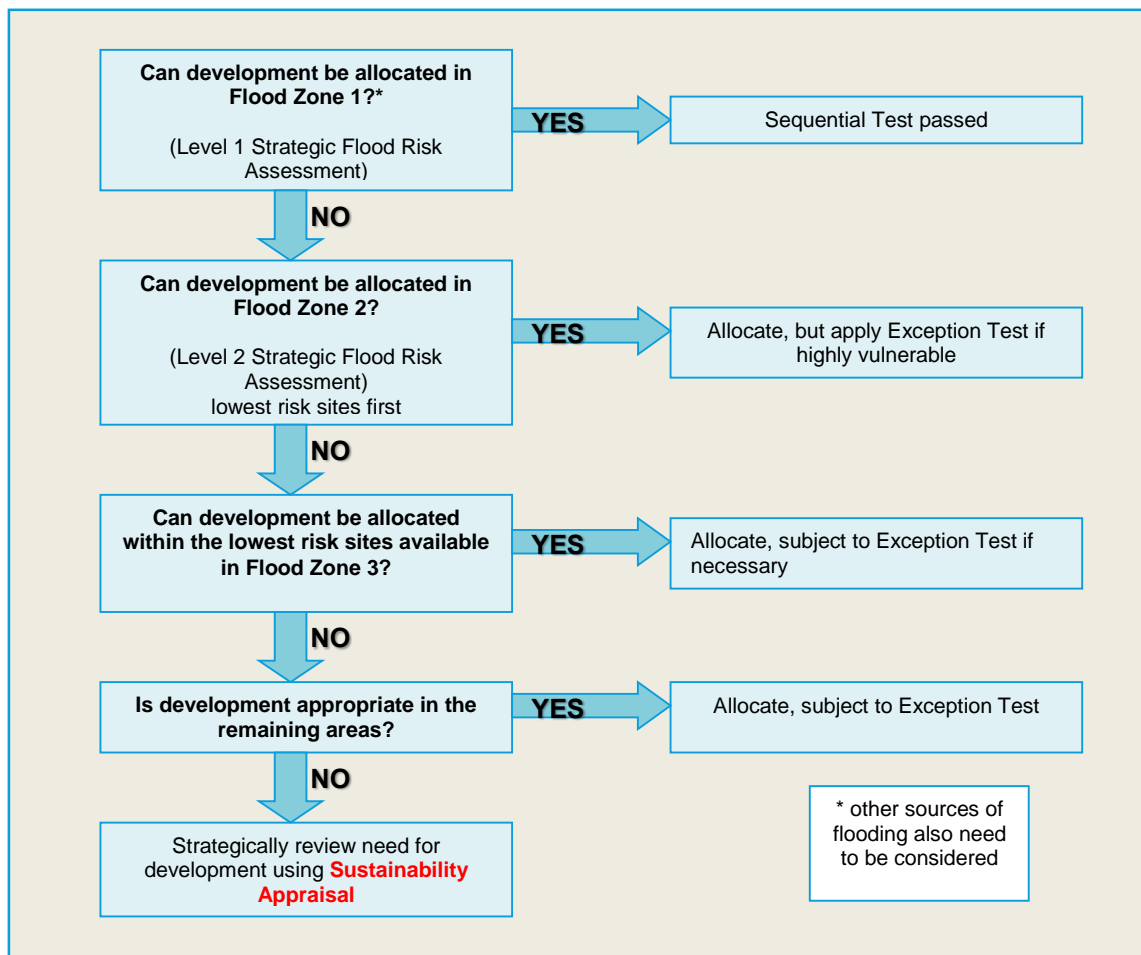 Can development be allocated in
Flood Zone 1?*
(Level 1 Strategic Flood Risk
Assessment)
YES
Sequential Test passed
NO
Can development be allocated in
Flood Zone 2?
(Level 2 Strategic Flood Risk
Assessment)
lowest risk sites first
YES
Allocate, but apply Exception Test if
highly vulnerable
NO
Can development be allocated
within the lowest risk sites available
in Flood Zone 3?
YES
Allocate, subject to Exception Test if
necessary
NO
Is development appropriate in the
remaining areas?
YES
Allocate, subject to Exception Test
NO
Strategically review need for
development using Sustainability
Appraisal
* other sources of
flooding also need
to be considered